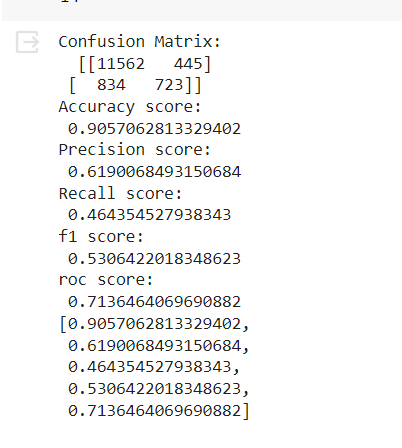 Confusion Matrix:
[[11562 445]
[ 834 723]]
Accuracy score:
0.9057062813329402
Precision score:
0.6190068493150684
Recall score:
0.464354527938343
f1 score:
0.5306422018348623
roc score:
0.7136464069690882
[0.9057062813329402,
0.6190068493150684,
0.464354527938343,
0.5306422018348623,
0.7136464069690882]